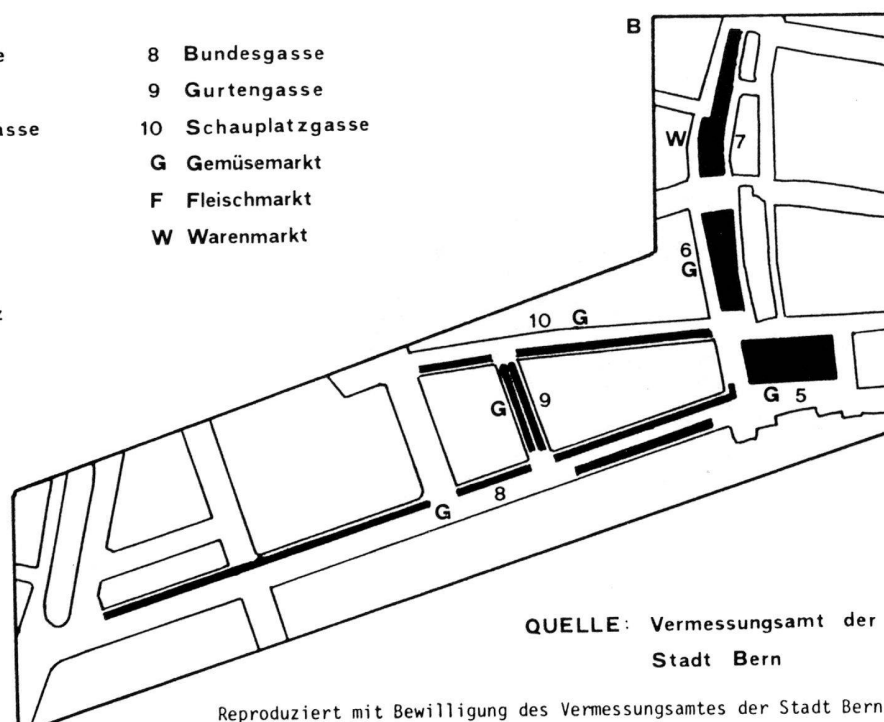 8 Bundesgasse
9 Gurtengasse
asse
10 Schauplatzgasse
G Gemüsemarkt
F Fleischmarkt
W Warenmarkt
B
W
7
6
G
10 G
G
9
G 5
8
G
QUELLE: Vermessungsamt der
Stadt Bern
Reproduziert mit Bewilligung des Vermessungsamtes der Stadt Bern